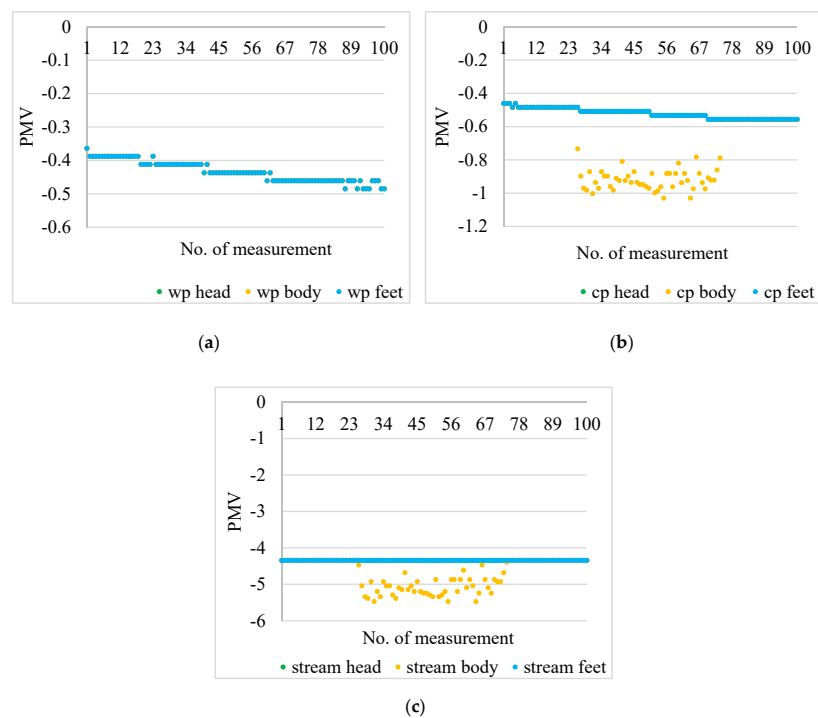 0
1 12 23 34 45 56 67 78 89 100
-0.1
-0.2
-0.3
-0.4
-0.5
-0.6
PMV
No. of measurement
wp head wp body wp feet
(a)
0
1 12 23 34 45 56 67 78 89 100
-0.2
-0.4
-0.6
-0.8
-1
-1.2
PMV
No. of measurement
cp head cp body cp feet
(b)
0
1 12 23 34 45 56 67 78 89 100
-1
-2
-3
-4
-5
-6
PMV
No. of measurement
stream head stream body stream feet
(c)